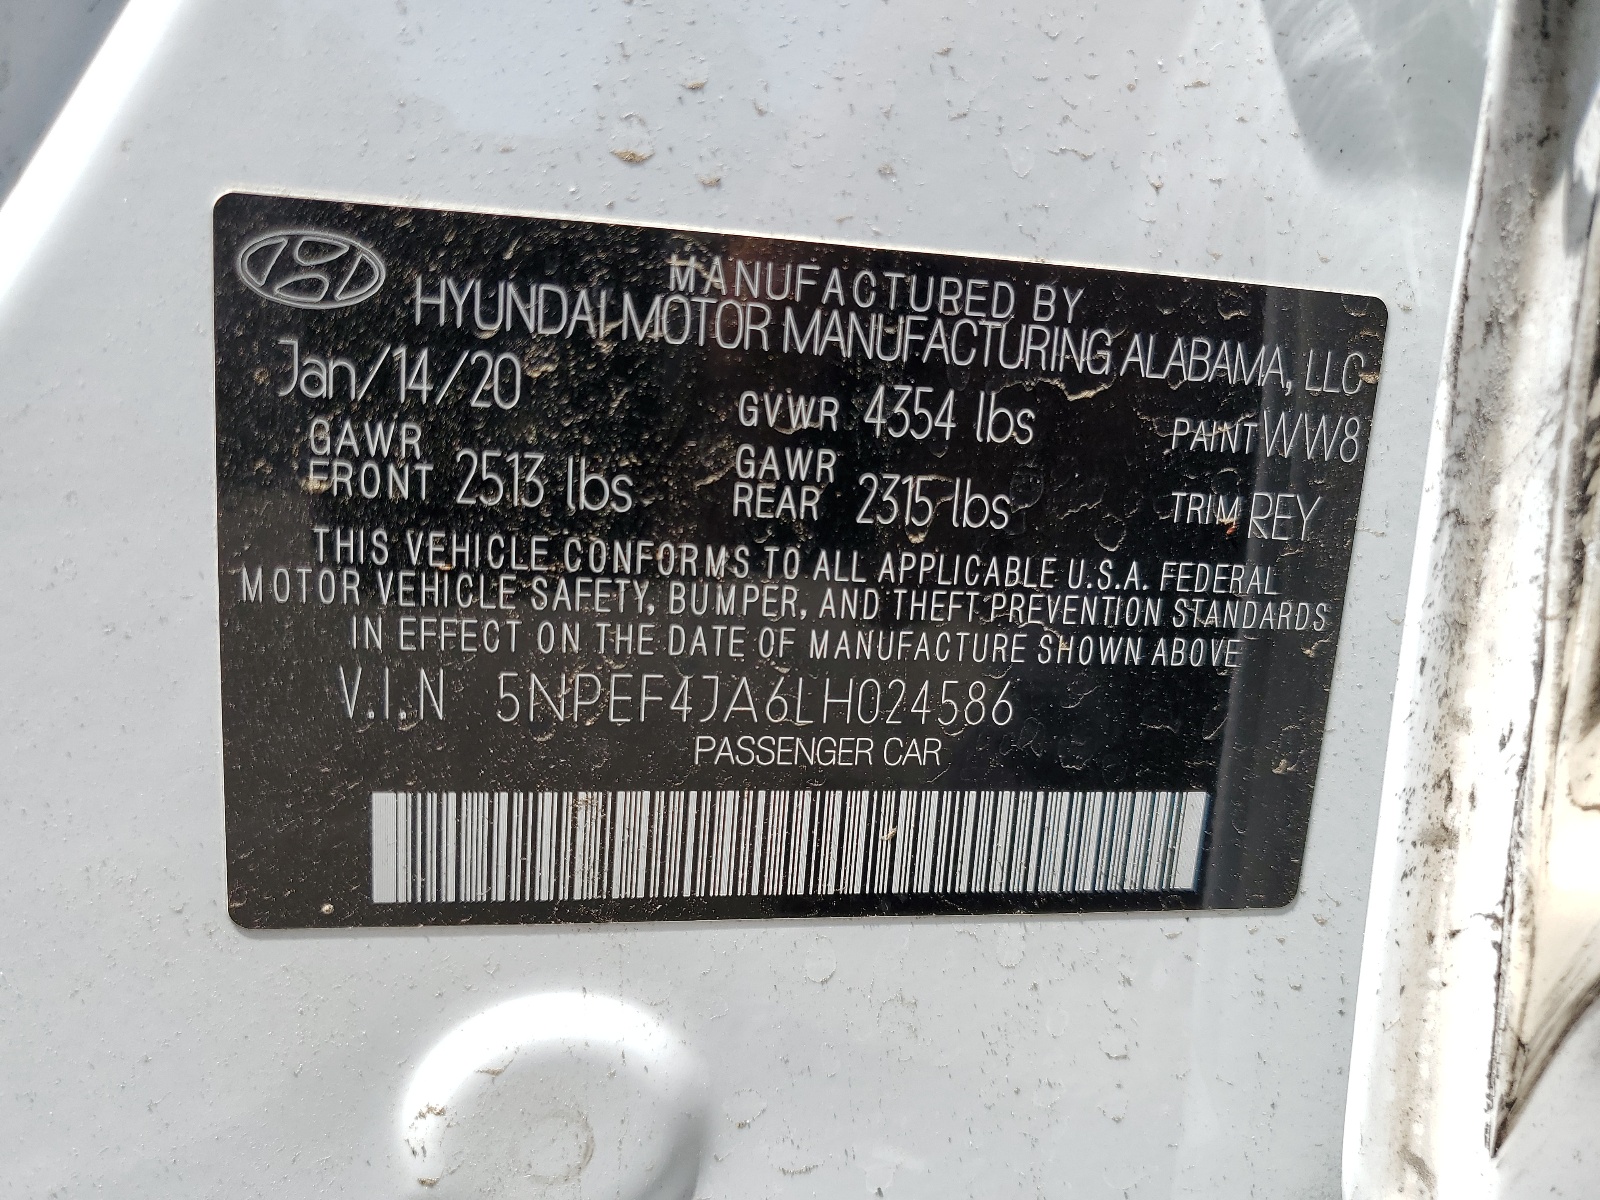 MANUFACTURED BY
HYUNDAI MOTOR MANUFACTURING ALABAMA, LLC
Jan/14/20 GVWR 4354 lbs PAINT WW8
GAWR FRONT 2513 lbs GAWR REAR 2315 lbs TRIM REY
THIS VEHICLE CONFORMS TO ALL APPLICABLE U.S.A. FEDERAL
MOTOR VEHICLE SAFETY, BUMPER, AND THEFT PREVENTION STANDARDS
IN EFFECT ON THE DATE OF MANUFACTURE SHOWN ABOVE
V.I.N 5NPEF4JA6LH024586
PASSENGER CAR